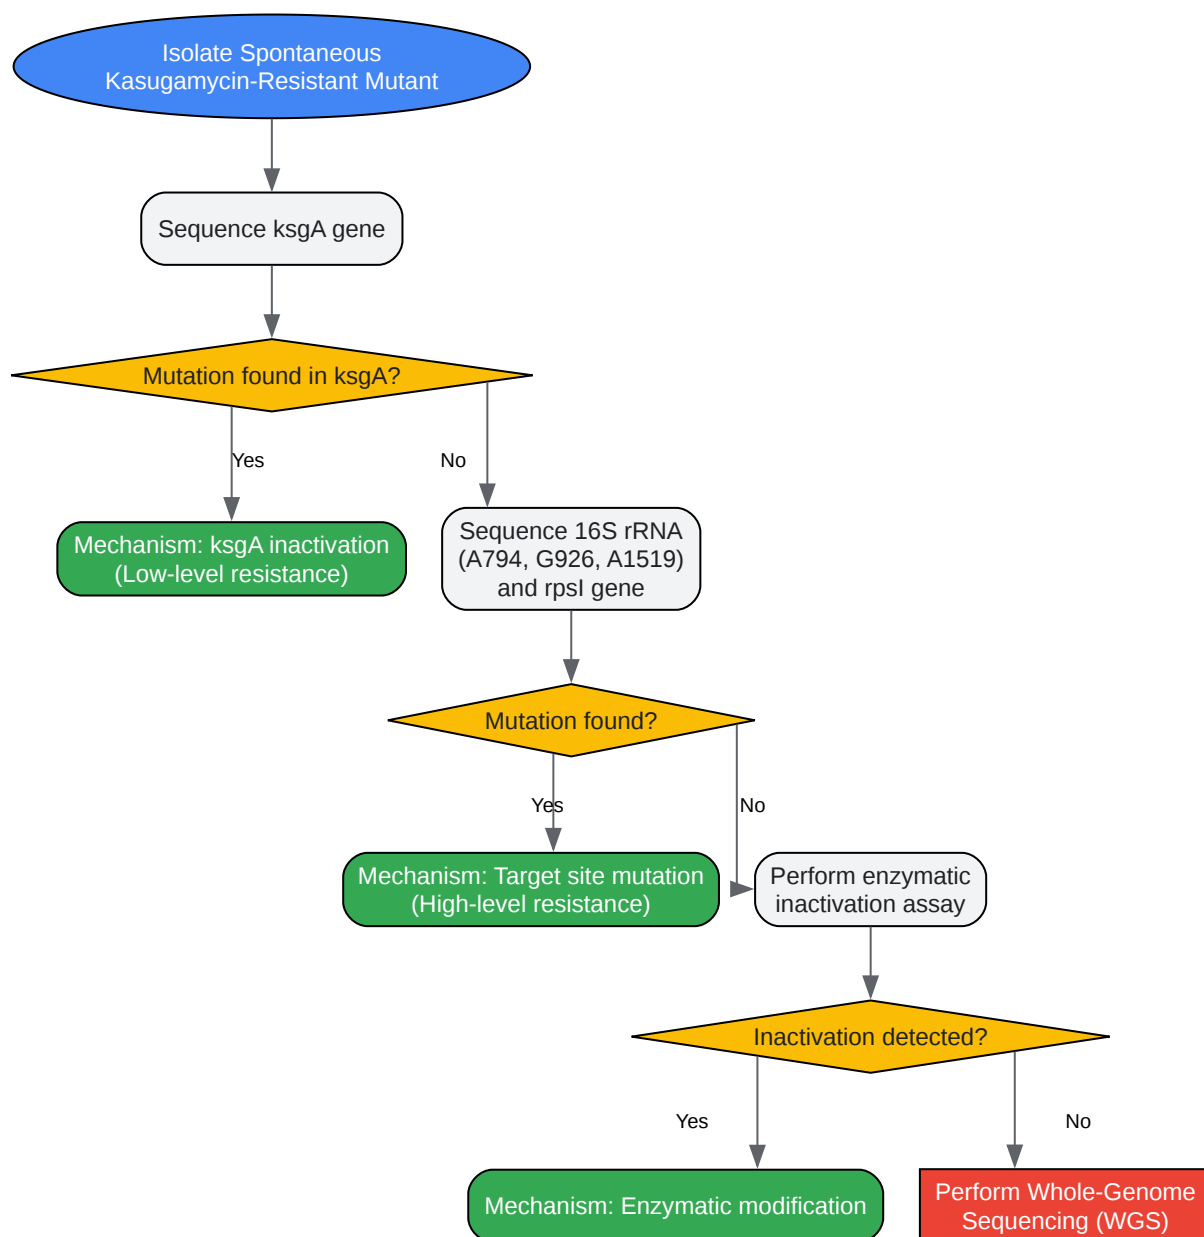 Isolate Spontaneous
Kasugamycin-Resistant Mutant
Sequence ksgA gene
Mutation found in ksgA?
Yes
No
Mechanism: ksgA inactivation
(Low-level resistance)
Sequence 16S rRNA
(A794, G926, A1519)
and rpsI gene
Mutation found?
Yes
No
Mechanism: Target site mutation
(High-level resistance)
Perform enzymatic
inactivation assay
Inactivation detected?
Yes
No
Mechanism: Enzymatic modification
Perform Whole-Genome
Sequencing (WGS)